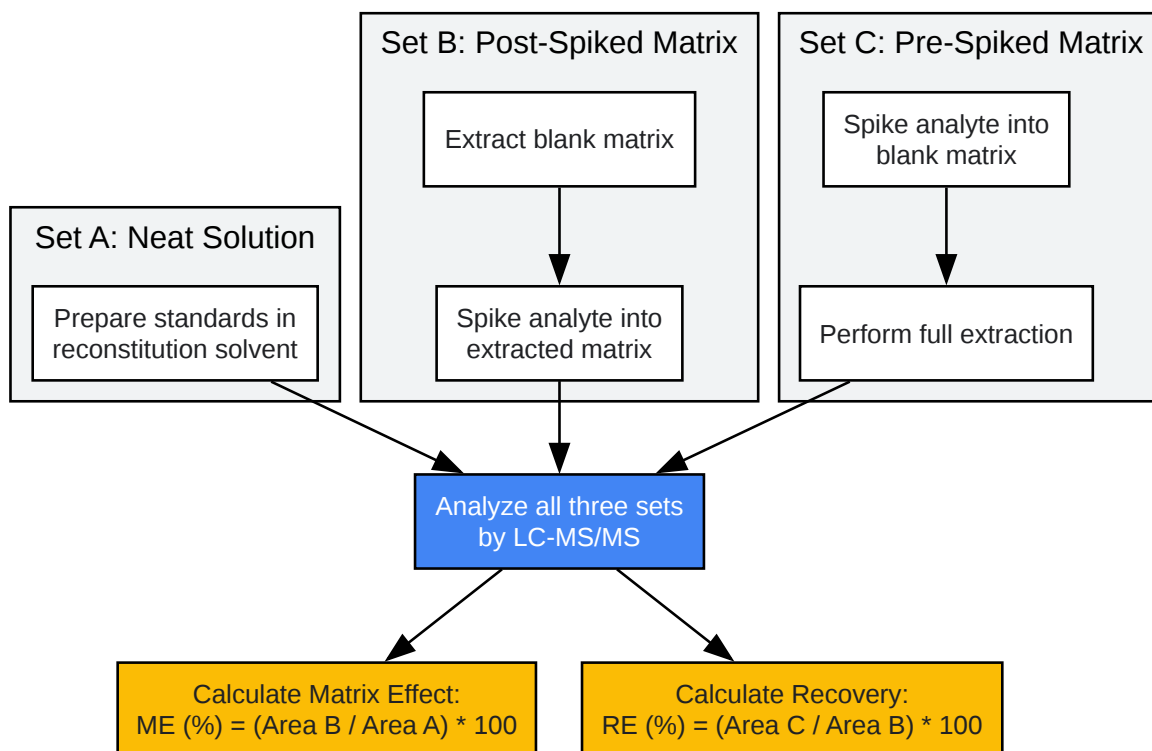 Set A: Neat Solution
Prepare standards in
reconstitution solvent
Set B: Post-Spiked Matrix
Extract blank matrix
Spike analyte into
extracted matrix
Set C: Pre-Spiked Matrix
Spike analyte into
blank matrix
Perform full extraction
Analyze all three sets
by LC-MS/MS
Calculate Matrix Effect:
ME (%) = (Area B / Area A) * 100
Calculate Recovery:
RE (%) = (Area C / Area B) * 100